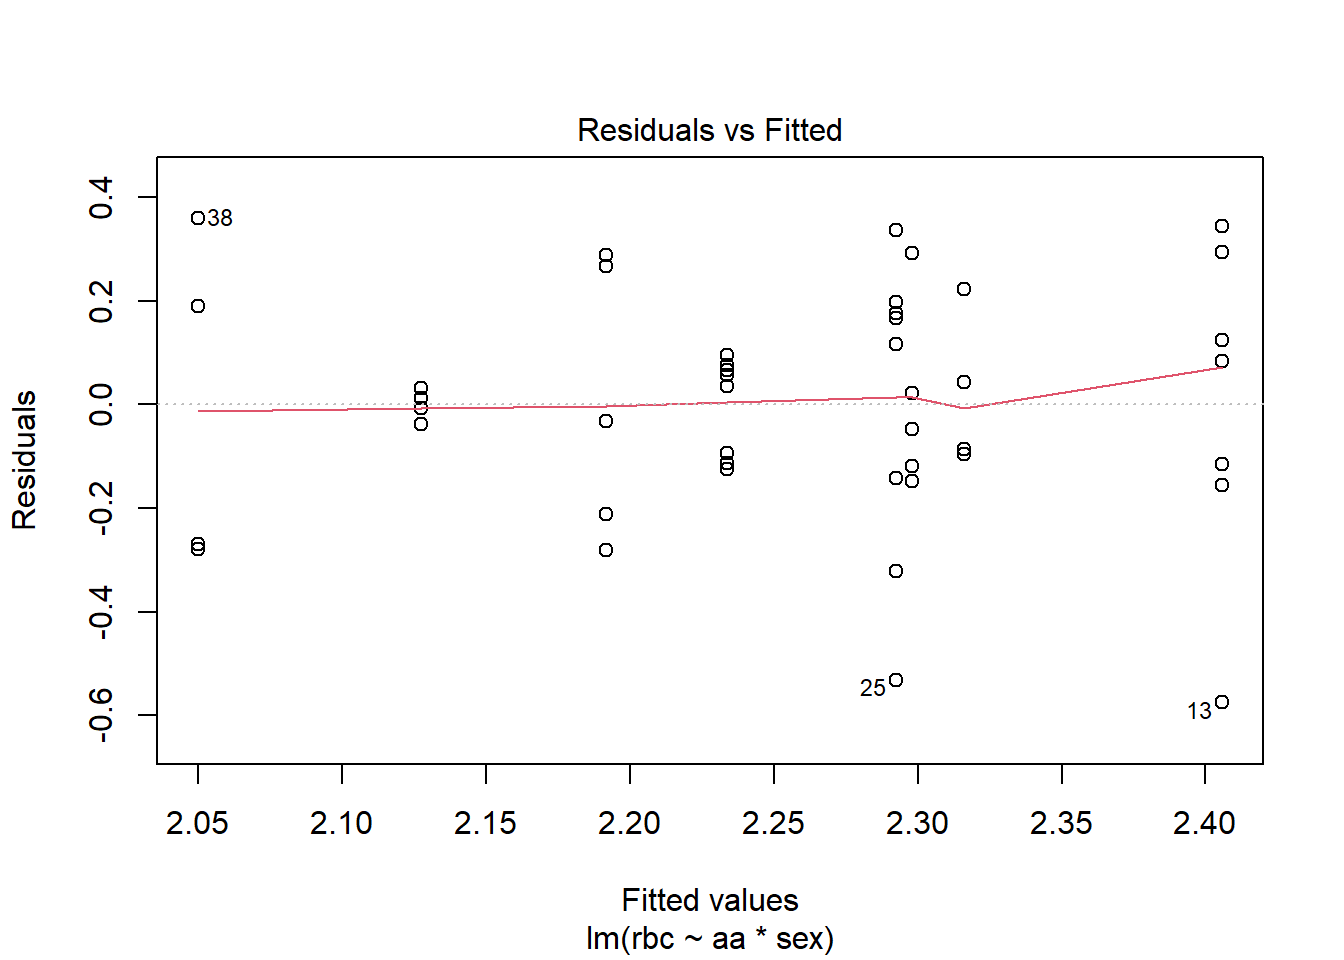 Residuals vs Fitted
Residuals
0.4
0.2
0.0
-0.2
-0.4
-0.6
38
25
13
2.05 2.10 2.15 2.20 2.25 2.30 2.35 2.40
Fitted values
lm(rbc ~ aa * sex)